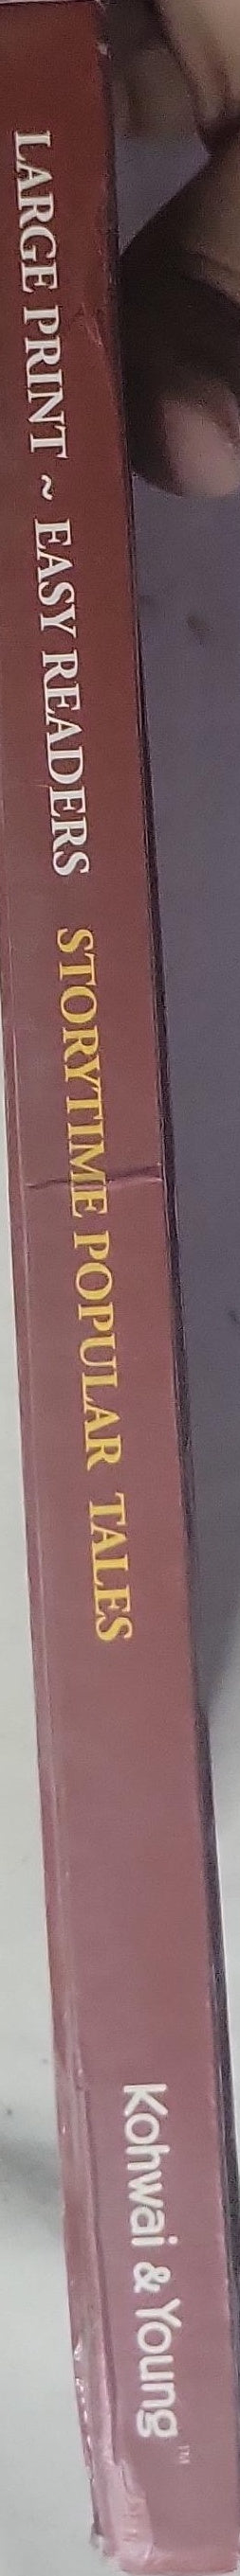 LARGE PRINT ~ EASY READERS STORYTIME POPULAR TALES
Kohwai & Young™